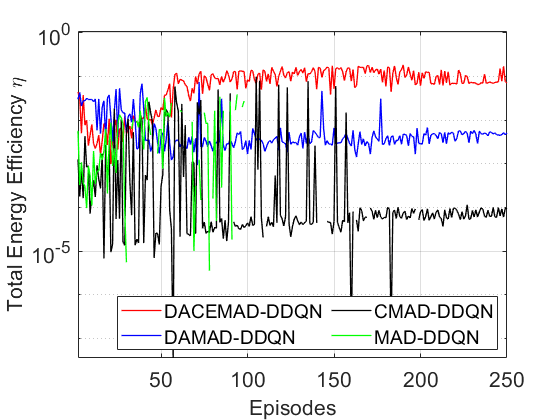 10^0
10^-5
Total Energy Efficiency η
DACEMAD-DDQN CMAD-DDQN
DAMAD-DDQN MAD-DDQN
50 100 150 200 250
Episodes